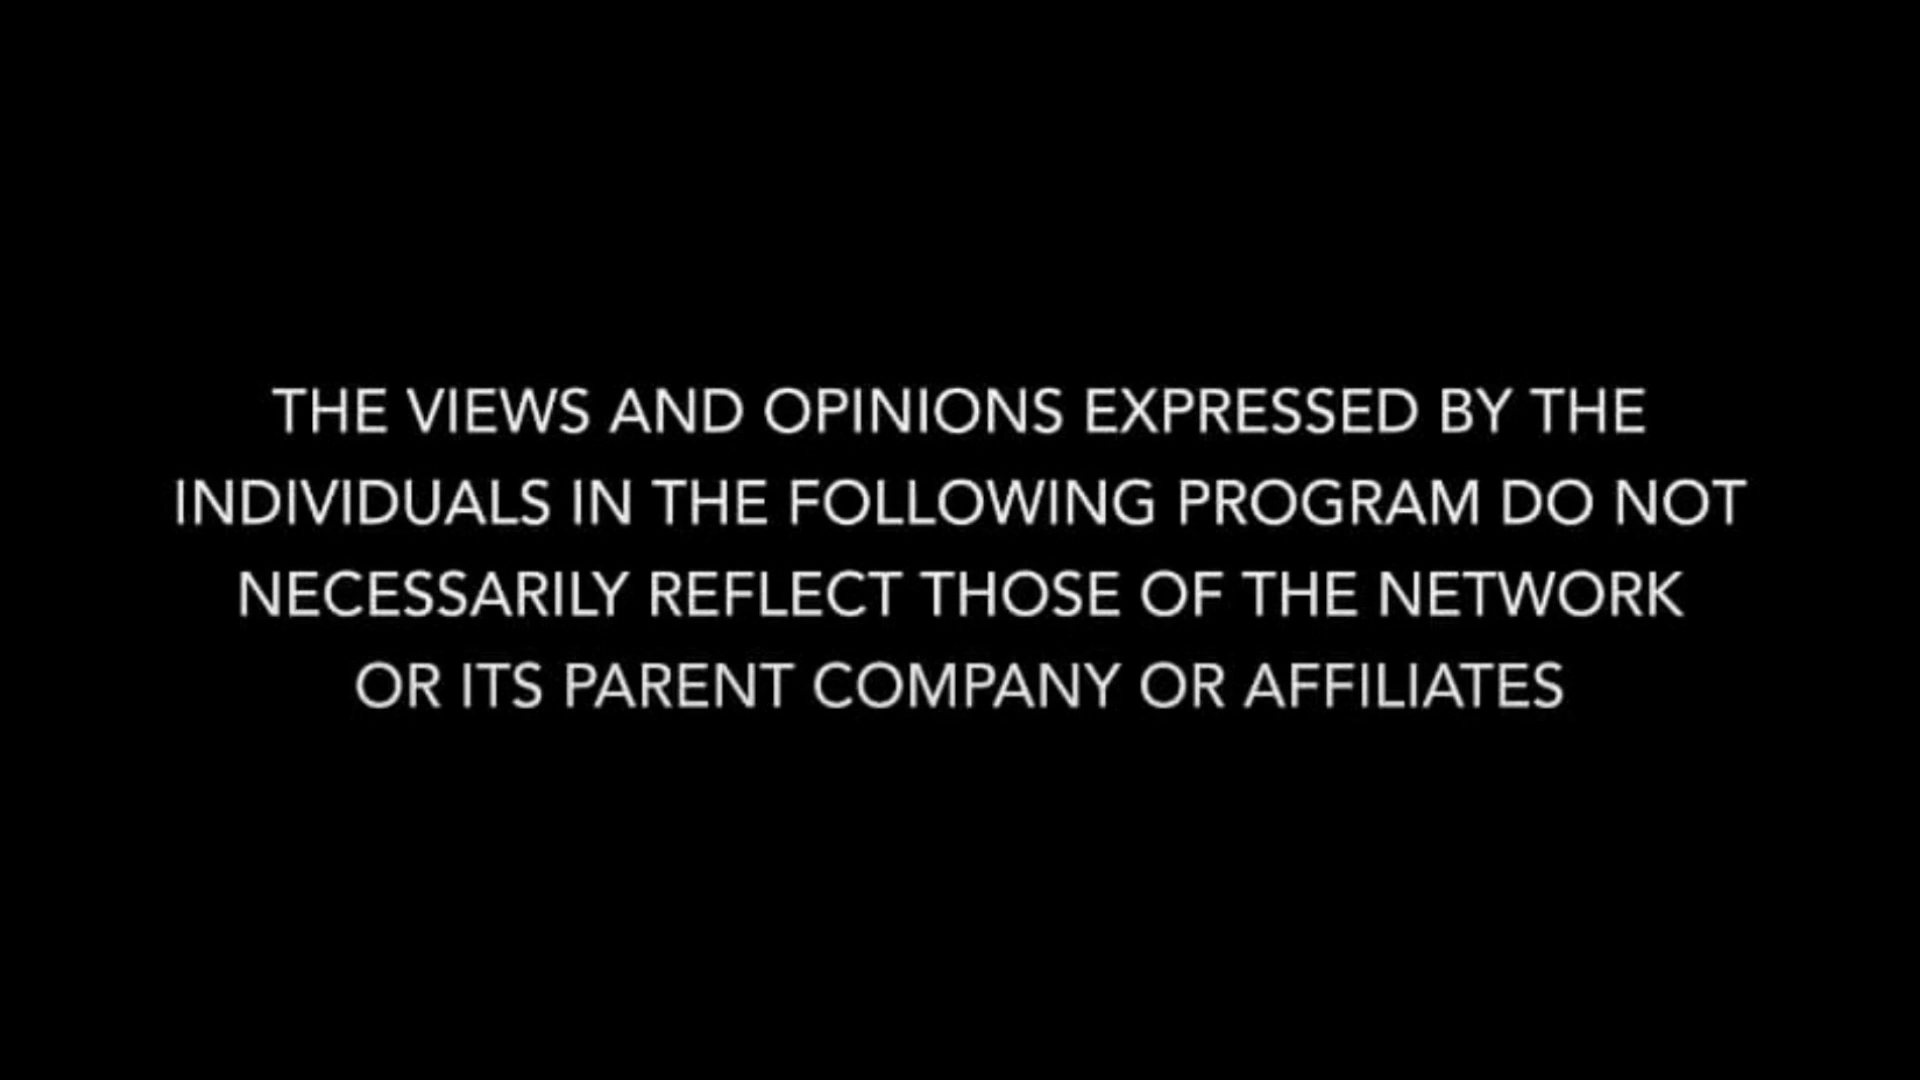 THE VIEWS AND OPINIONS EXPRESSED BY THE
INDIVIDUALS IN THE FOLLOWING PROGRAM DO NOT
NECESSARILY REFLECT THOSE OF THE NETWORK
OR ITS PARENT COMPANY OR AFFILIATES